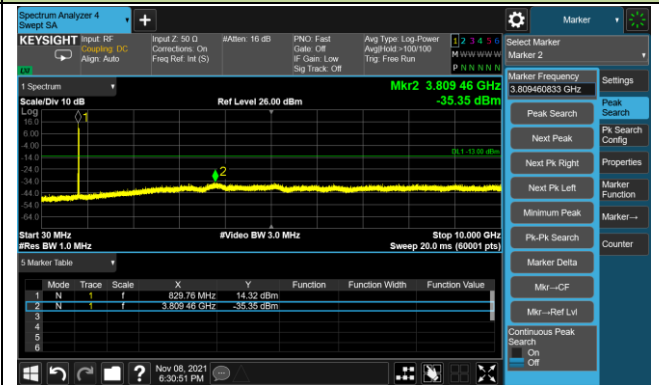 Spectrum Analyzer 4
Swept SA
+
Marker
KEYSIGHT
Input: RF
Coupling: DC
Align: Auto
Input Z: 50 Ω
Corrections: On
Freq Ref: Int (S)
#Atten: 16 dB
PNO: Fast
Gate: Off
IF Gain: Low
Sig Track: Off
Avg Type: Log-Power
Avg|Hold:>100/100
Trig: Free Run
1 2 3 4 5 6
M W W W W W
P N N N N N
Select Marker
Marker 2
LW
1 Spectrum
Mkr2 3.809 46 GHz
-35.35 dBm
Scale/Div 10 dB
Ref Level 26.00 dBm
Log
16.0
6.00
-4.00
-14.0
-24.0
-34.0
-44.0
-54.0
-64.0
1
2
DL1 -13.00 dBm
Start 30 MHz
#Res BW 1.0 MHz
#Video BW 3.0 MHz
Stop 10.000 GHz
Sweep 20.0 ms (60001 pts)
5 Marker Table
Mode Trace Scale X Y Function Function Width Function Value
1 N 1 f 829.76 MHz 14.32 dBm
2 N 1 f 3.809 46 GHz -35.35 dBm
3
4
5
6
Marker Frequency
3.809460833 GHz
Peak Search
Next Peak
Next Pk Right
Next Pk Left
Minimum Peak
Pk-Pk Search
Marker Delta
Mkr→CF
Mkr→Ref Lvl
Continuous Peak
Search
On
Off
Settings
Peak
Search
Pk Search
Config
Properties
Marker
Function
Marker→
Counter
?
Nov 08, 2021
6:30:51 PM